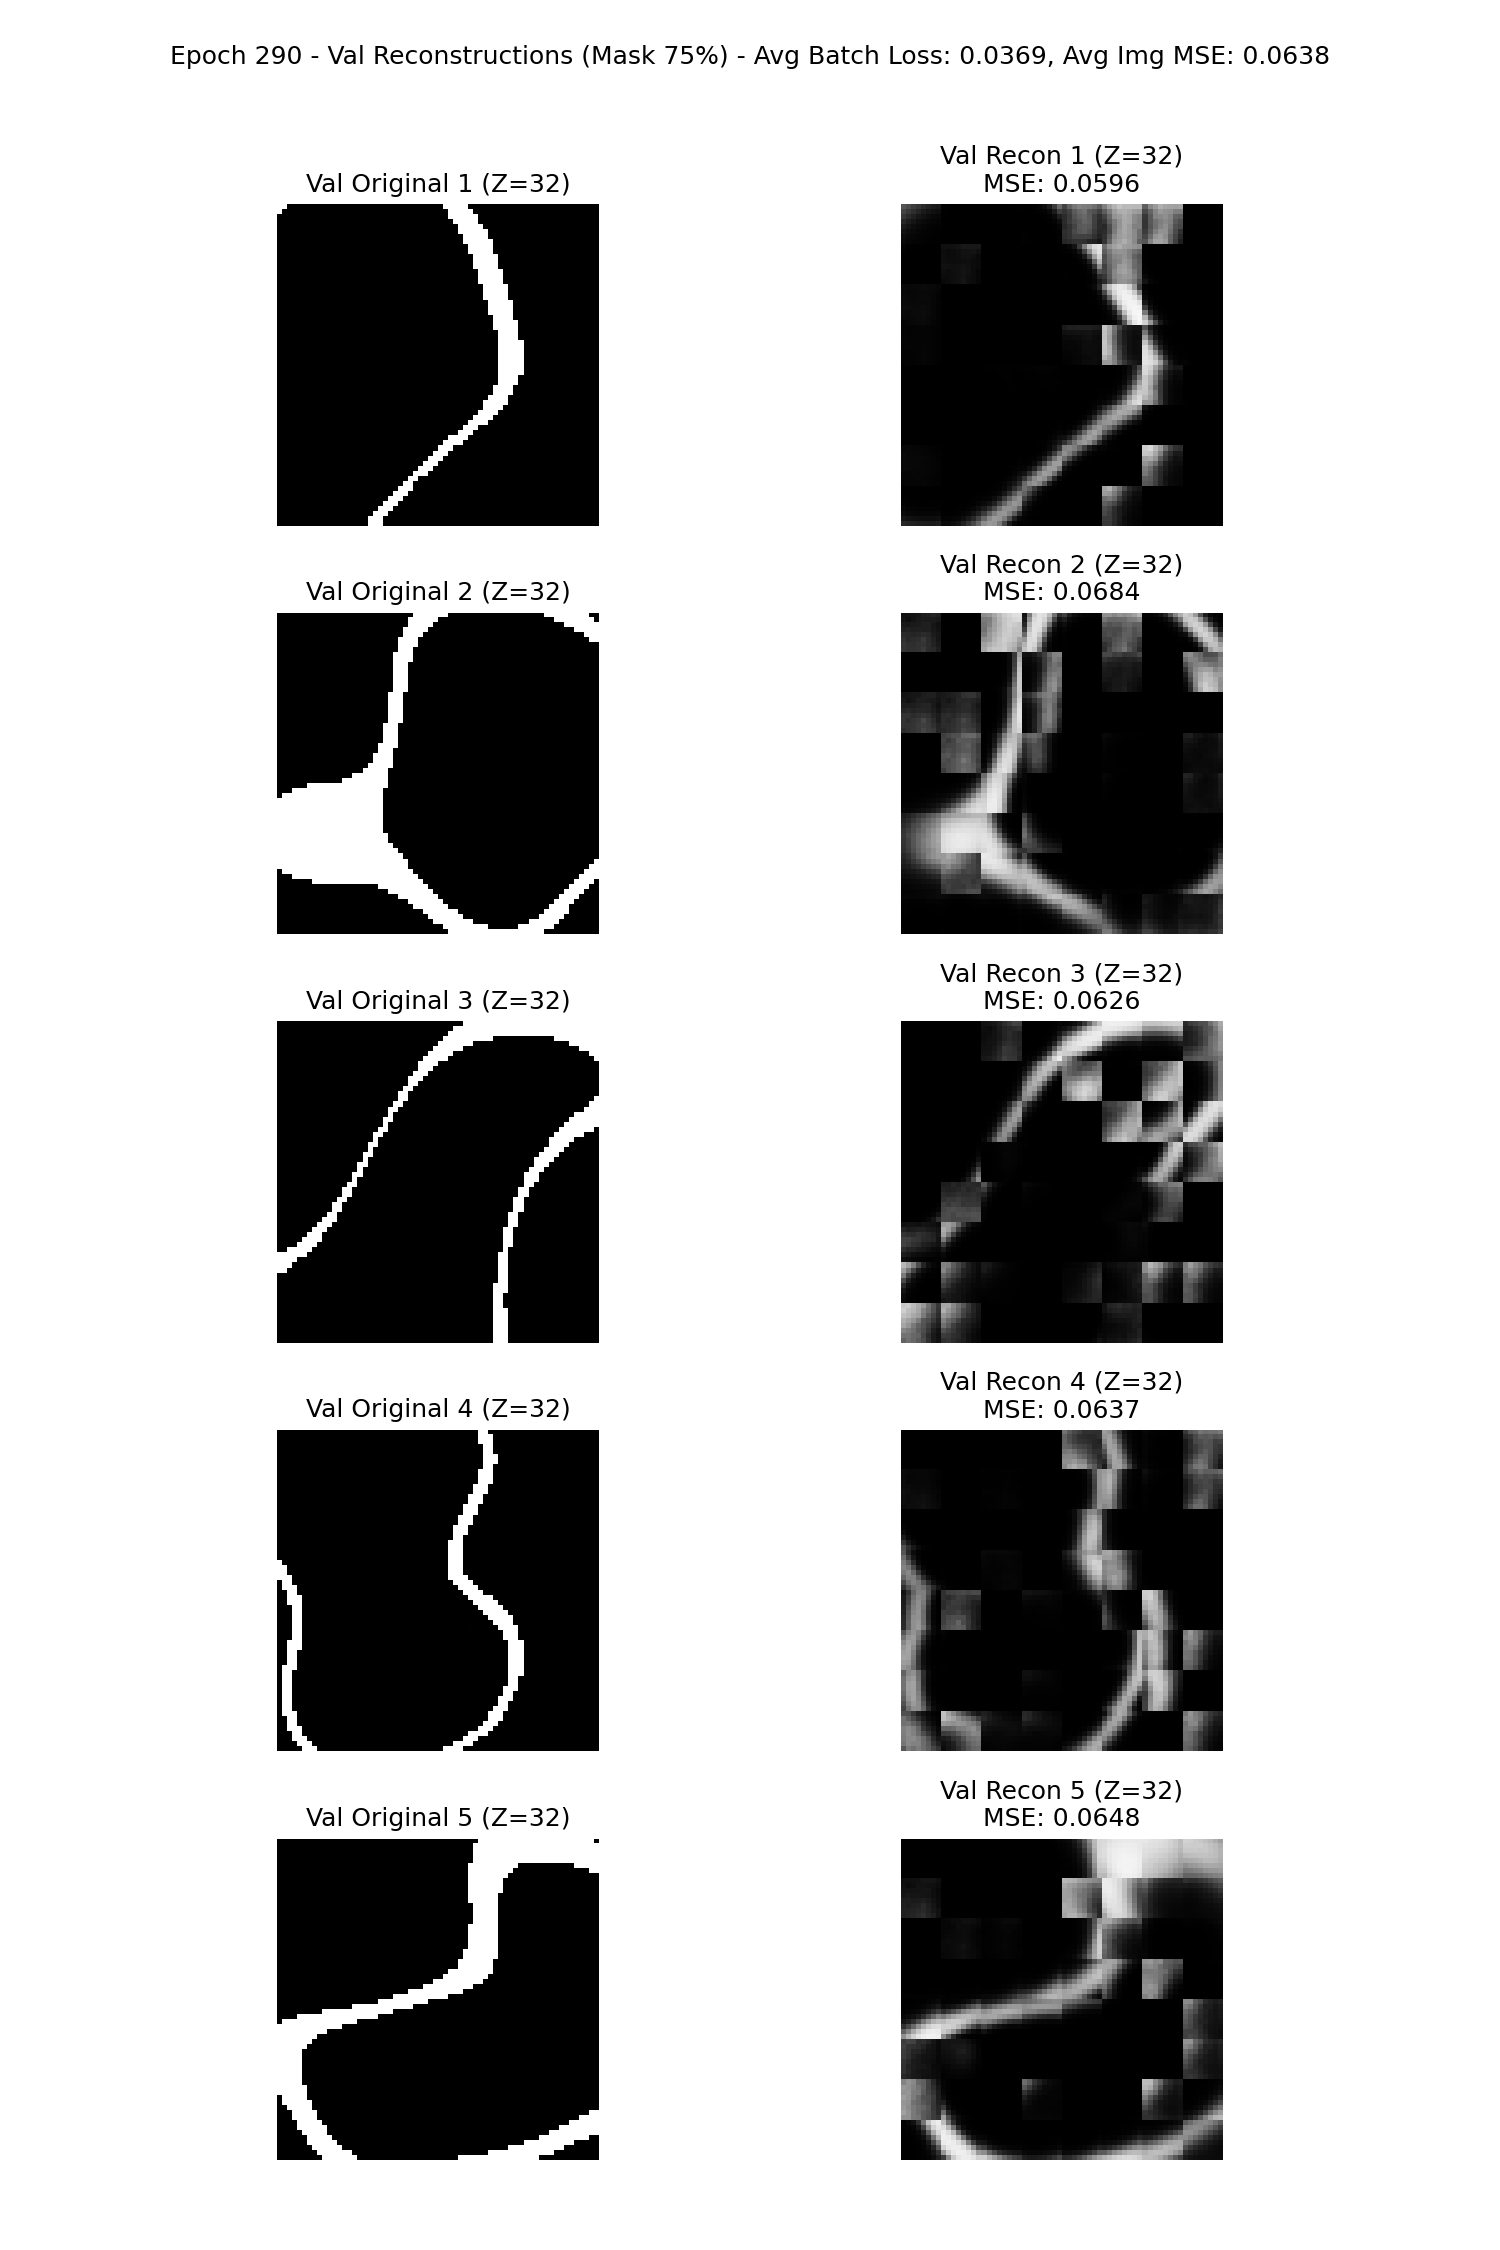 Epoch 290 - Val Reconstructions (Mask 75%) - Avg Batch Loss: 0.0369, Avg Img MSE: 0.0638
Val Original 1 (Z=32)
Val Recon 1 (Z=32)
MSE: 0.0596
Val Original 2 (Z=32)
Val Recon 2 (Z=32)
MSE: 0.0684
Val Original 3 (Z=32)
Val Recon 3 (Z=32)
MSE: 0.0626
Val Original 4 (Z=32)
Val Recon 4 (Z=32)
MSE: 0.0637
Val Original 5 (Z=32)
Val Recon 5 (Z=32)
MSE: 0.0648